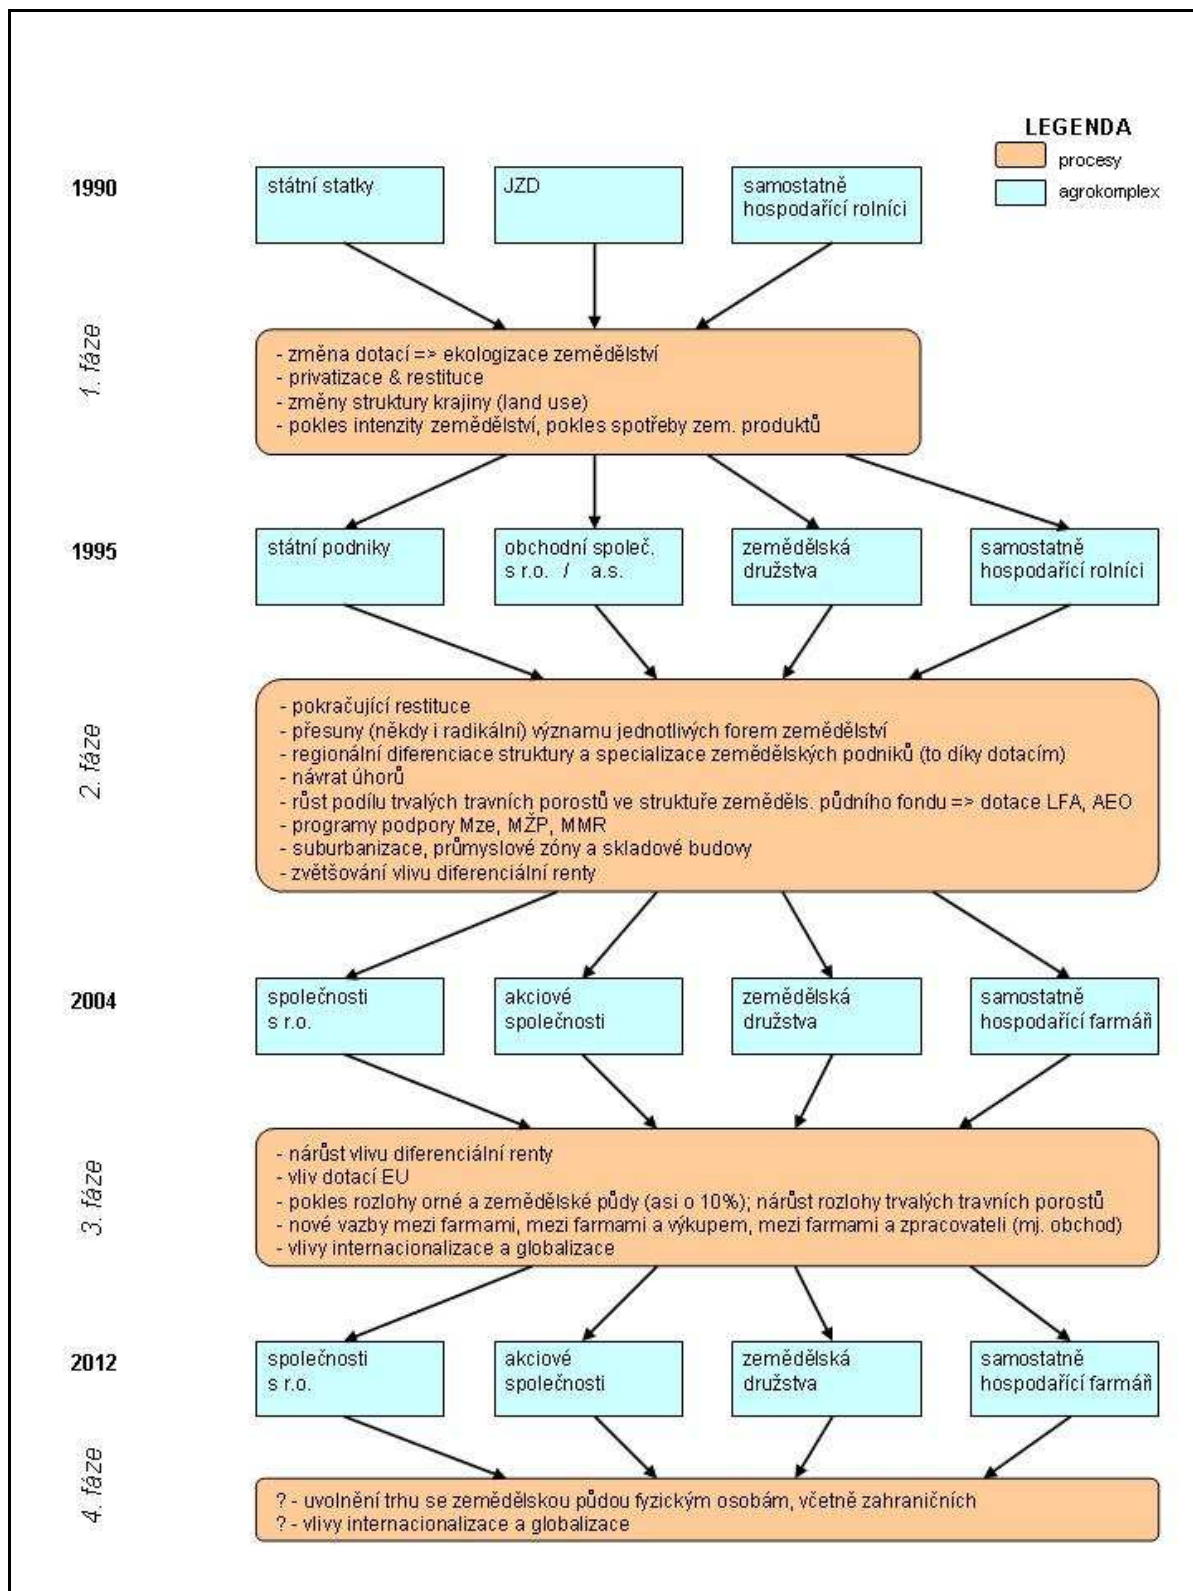 LEGENDA
procesy
agrokomplex
1990
státní statky
JZD
samostatně
hospodařící rolníci
1. fáze
- změna dotací => ekologizace zemědělství
- privatizace & restituce
- změny struktury krajiny (land use)
- pokles intenzity zemědělství, pokles spotřeby zem. produktů
1995
státní podniky
obchodní společ.
s r.o. / a.s.
zemědělská
družstva
samostatně
hospodařící rolníci
2. fáze
- pokračující restituce
- přesuny (někdy i radikální) významu jednotlivých forem zemědělství
- regionální diferenciace struktury a specializace zemědělských podniků (to díky dotacím)
- návrat úhorů
- růst podílu trvalých travních porostů ve struktuře zeměděls. půdního fondu => dotace LFA, AEO
- programy podpory Mze, MŽP, MMR
- suburbanizace, průmyslové zóny a skladové budovy
- zvětšování vlivu diferenciální renty
2004
společnosti
s r.o.
akciové
společnosti
zemědělská
družstva
samostatně
hospodařící farmáři
3. fáze
- nárůst vlivu diferenciální renty
- vliv dotací EU
- pokles rozlohy orné a zemědělské půdy (asi o 10%); nárůst rozlohy trvalých travních porostů
- nové vazby mezi farmami, mezi farmami a výkupem, mezi farmami a zpracovateli (mj. obchod)
- vlivy internacionalizace a globalizace
2012
společnosti
s r.o.
akciové
společnosti
zemědělská
družstva
samostatně
hospodařící farmáři
4. fáze
? - uvolnění trhu se zemědělskou půdou fyzickým osobám, včetně zahraničních
? - vlivy internacionalizace a globalizace